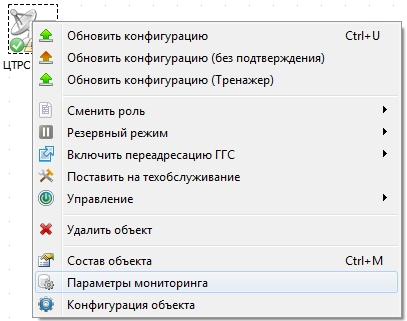 ЦТРС
Обновить конфигурацию Ctrl+U
Обновить конфигурацию (без подтверждения)
Обновить конфигурацию (Тренажер)
Сменить роль
Резервный режим
Включить переадресацию ГГС
Поставить на техобслуживание
Управление
Удалить объект
Состав объекта Ctrl+M
Параметры мониторинга
Конфигурация объекта